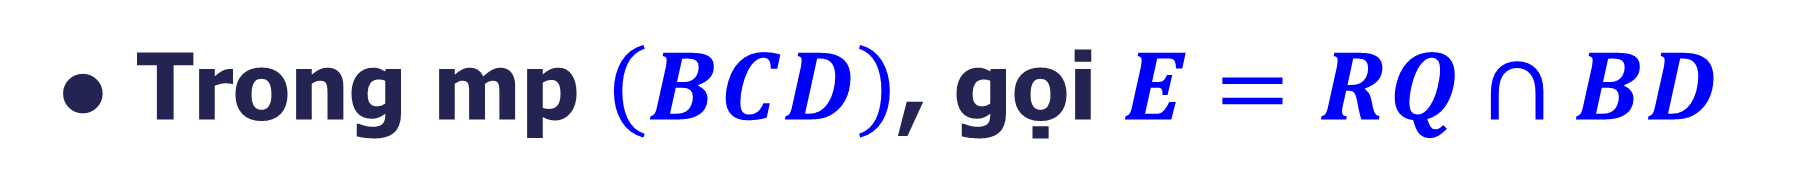 • Trong mp (BCD), gọi E = RQ ∩ BD